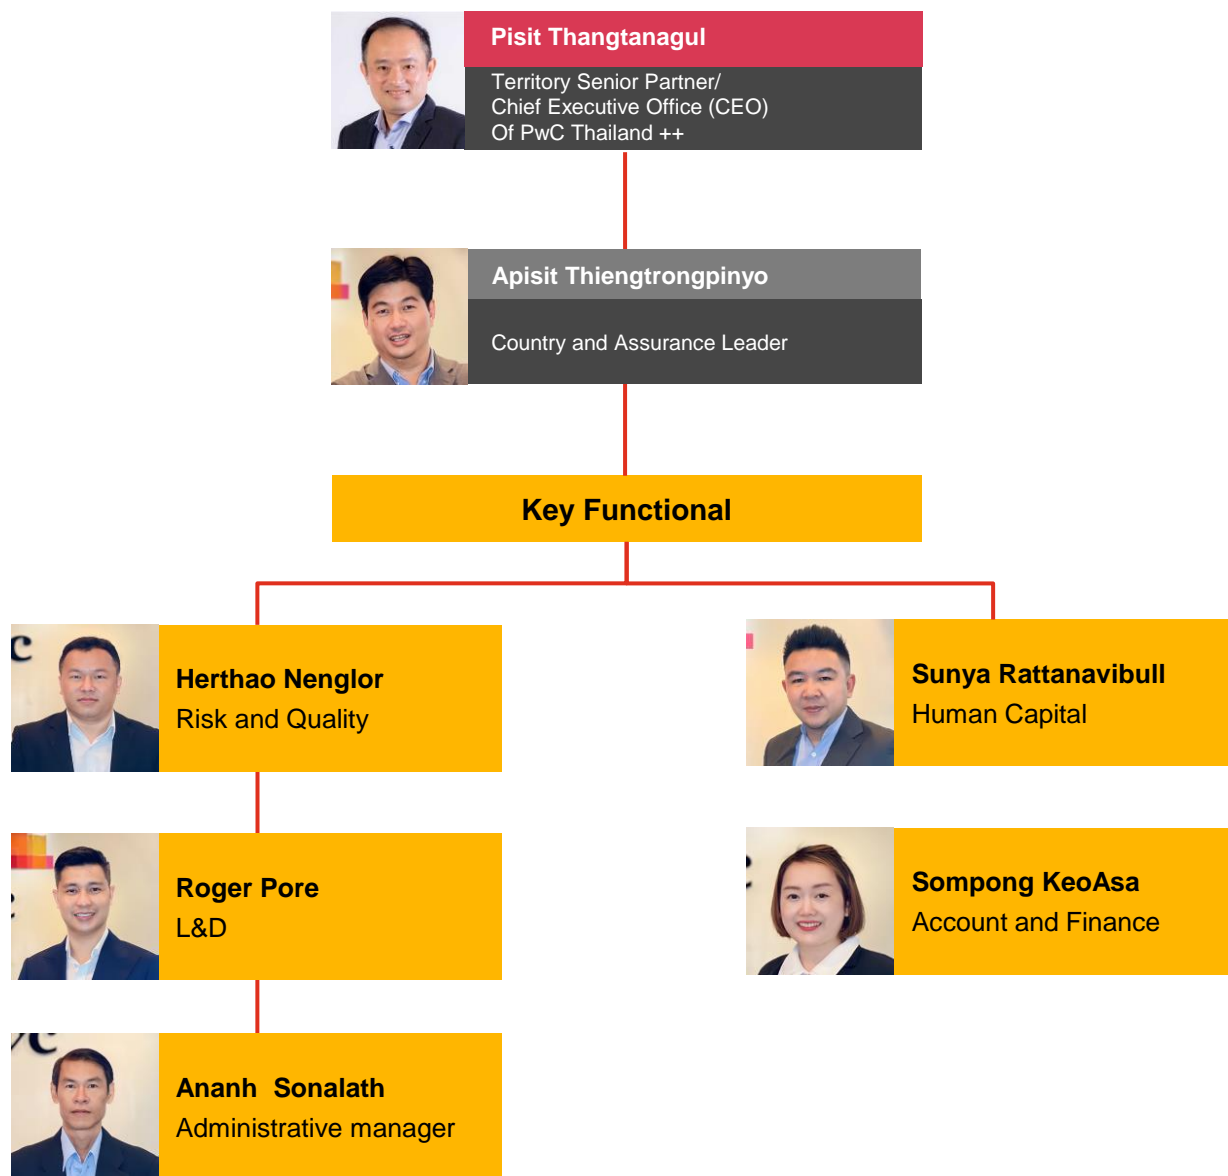 Pisit Thangtanagul
Territory Senior Partner/
Chief Executive Office (CEO)
Of PwC Thailand ++
Apisit Thiengtrongpinyo
Country and Assurance Leader
Key Functional
Herthao Nenglor
Risk and Quality
Sunya Rattanavibull
Human Capital
Roger Pore
L&D
Sompong KeoAsa
Account and Finance
Ananh  Sonalath
Administrative manager